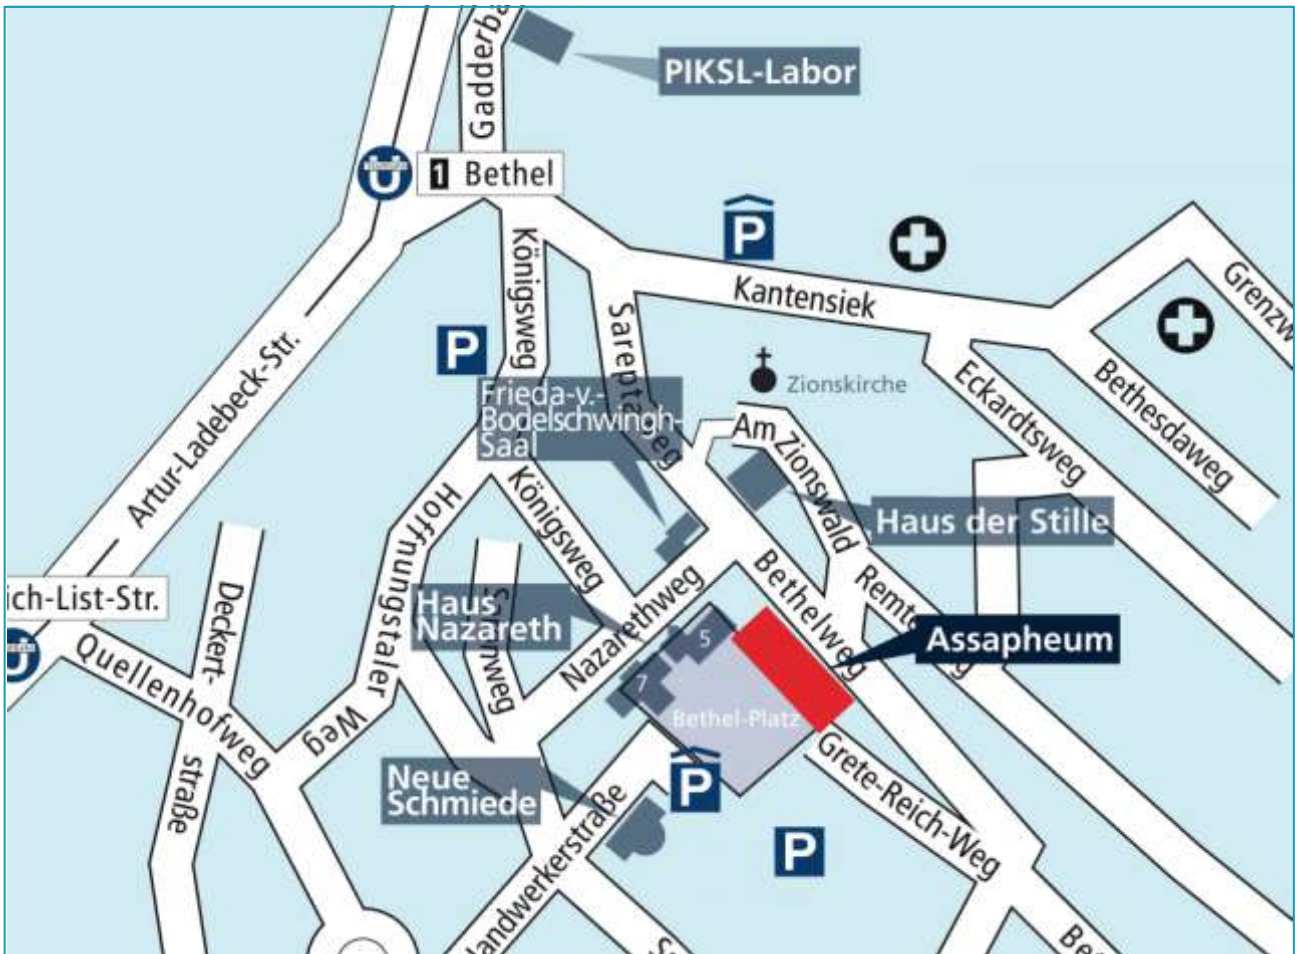 Gadderba
PIKSL-Labor
1 Bethel
P
Königsweg
Kantensiek
Grenzw
P
Sareptaweg
Zionskirche
Artur-Ladebeck-Str.
Frieda-v.-
Bodelschwingh-
Saal
Am Zionswald
Eckardtsweg
Bethesdaweg
Hoffnungstaler
Weg
Königsweg
Haus der Stille
ich-List-Str.
Deckert-
straße
Haus
Nazareth
Nazarethweg
Bethelweg
Assapheum
Quellenhofweg
5
7
Bethel-Platz
Neue
Schmiede
P
Grete-Reich-Weg
P
landwerkerstraße
Be